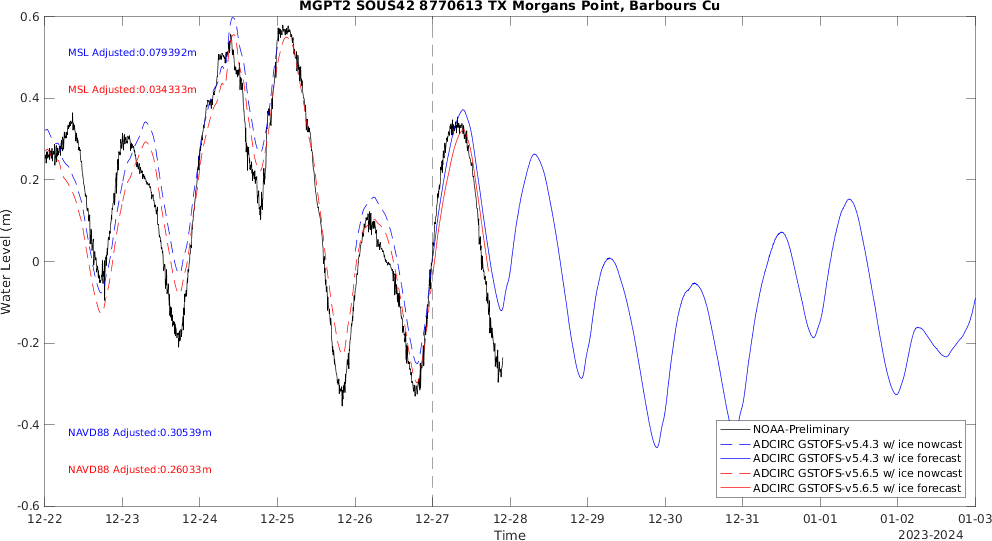 MGPT2 SOUS42 8770613 TX Morgans Point, Barbours Cu
0.6
0.4
0.2
0
-0.2
-0.4
-0.6
Water Level (m)
MSL Adjusted:0.079392m
MSL Adjusted:0.034333m
NAVD88 Adjusted:0.30539m
NAVD88 Adjusted:0.26033m
NOAA-Preliminary
ADCIRC GSTOFS-v5.4.3 w/ ice nowcast
ADCIRC GSTOFS-v5.4.3 w/ ice forecast
ADCIRC GSTOFS-v5.6.5 w/ ice nowcast
ADCIRC GSTOFS-v5.6.5 w/ ice forecast
12-22 12-23 12-24 12-25 12-26 12-27 12-28 12-29 12-30 12-31 01-01 01-02 01-03
Time
2023-2024